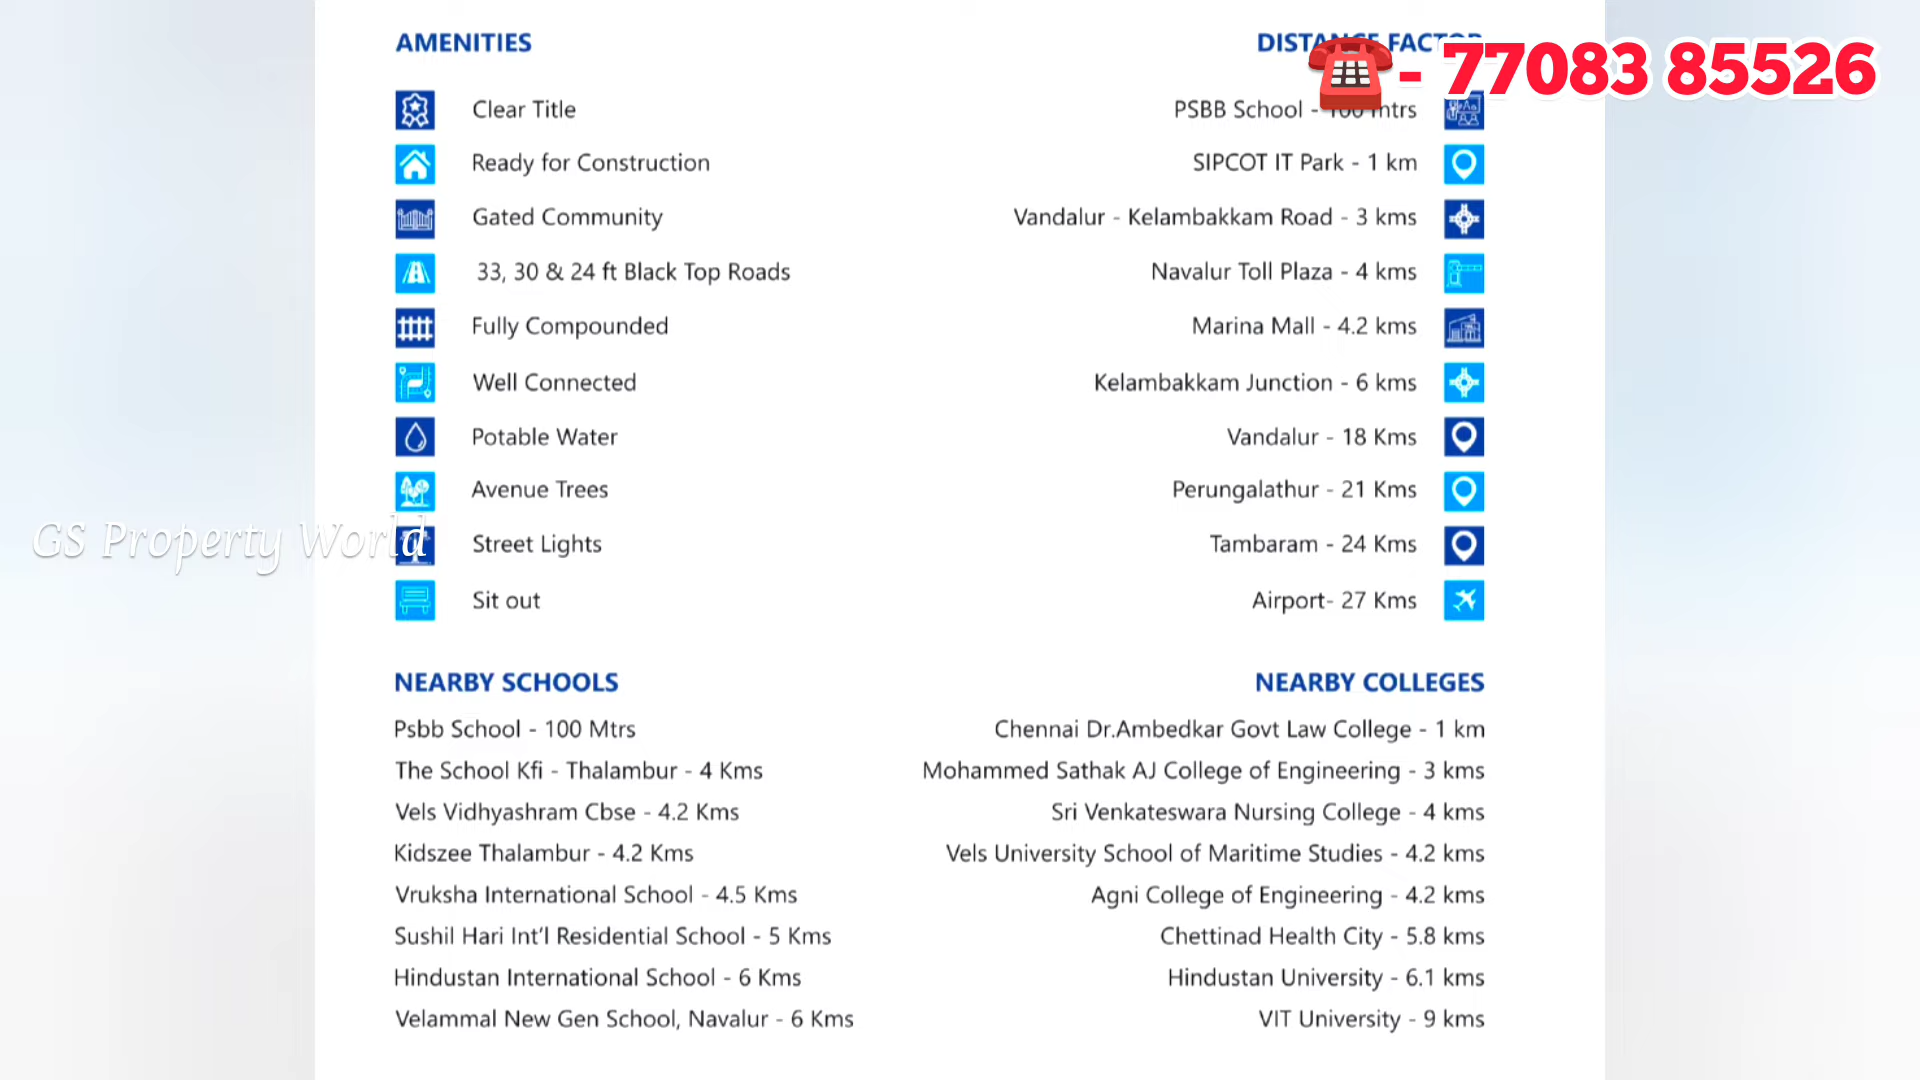 AMENITIES
Clear Title
Ready for Construction
Gated Community
33, 30 & 24 ft Black Top Roads
Fully Compounded
Well Connected
Potable Water
Avenue Trees
Street Lights
Sit out
DISTANCE FACTOR
- 77083 85526
PSBB School - 100 mtrs
SIPCOT IT Park - 1 km
Vandalur - Kelambakkam Road - 3 kms
Navalur Toll Plaza - 4 kms
Marina Mall - 4.2 kms
Kelambakkam Junction - 6 kms
Vandalur - 18 Kms
Perungalathur - 21 Kms
Tambaram - 24 Kms
Airport- 27 Kms
GS Property World
NEARBY SCHOOLS
Psbb School - 100 Mtrs
The School Kfi - Thalambur - 4 Kms
Vels Vidhyashram Cbse - 4.2 Kms
Kidszee Thalambur - 4.2 Kms
Vruksha International School - 4.5 Kms
Sushil Hari Int'l Residential School - 5 Kms
Hindustan International School - 6 Kms
Velammal New Gen School, Navalur - 6 Kms
NEARBY COLLEGES
Chennai Dr.Ambedkar Govt Law College - 1 km
Mohammed Sathak AJ College of Engineering - 3 kms
Sri Venkateswara Nursing College - 4 kms
Vels University School of Maritime Studies - 4.2 kms
Agni College of Engineering - 4.2 kms
Chettinad Health City - 5.8 kms
Hindustan University - 6.1 kms
VIT University - 9 kms